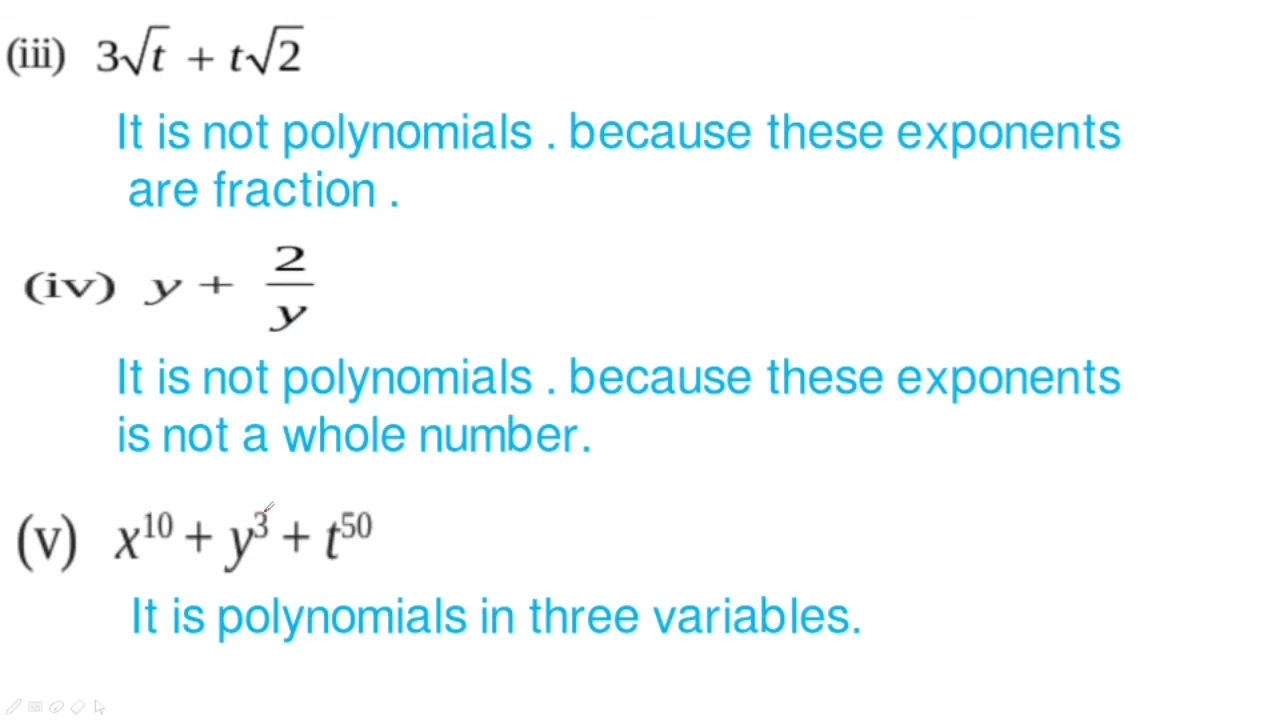 (iii) 3√t + t√2
It is not polynomials . because these exponents
are fraction .
(iv) y + 2/y
It is not polynomials . because these exponents
is not a whole number.
(v) x¹⁰ + y³ + t⁵⁰
It is polynomials in three variables.